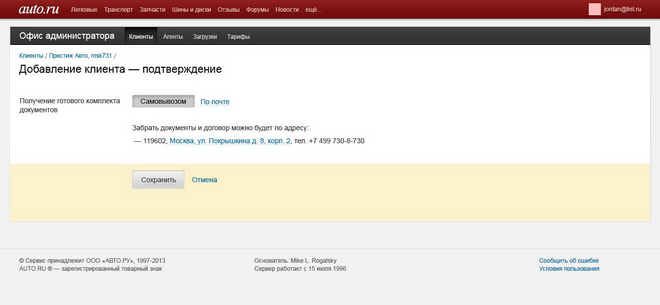 auto.ru Легковые Транспорт Запчасти Шины и диски Отзывы Форумы Новости ещё... jordan@list.ru
Офис администратора Клиенты Агенты Загрузки Тарифы
Клиенты / Престиж Авто, msk731 /
Добавление клиента — подтверждение
Получение готового комплекта
документов
Самовывозом По почте
Забрать документы и договор можно будет по адресу:
— 119602, Москва, ул. Покрышкина д. 8, корп. 2, тел. +7 499 730-8-730
Сохранить Отмена
© Сервис принадлежит ООО «АВТО.РУ», 1997-2013 Основатель: Mike L. Rogalsky Сообщить об ошибке
AUTO.RU ® — зарегистрированный товарный знак Сервер работает с 15 июля 1996 Условия пользования